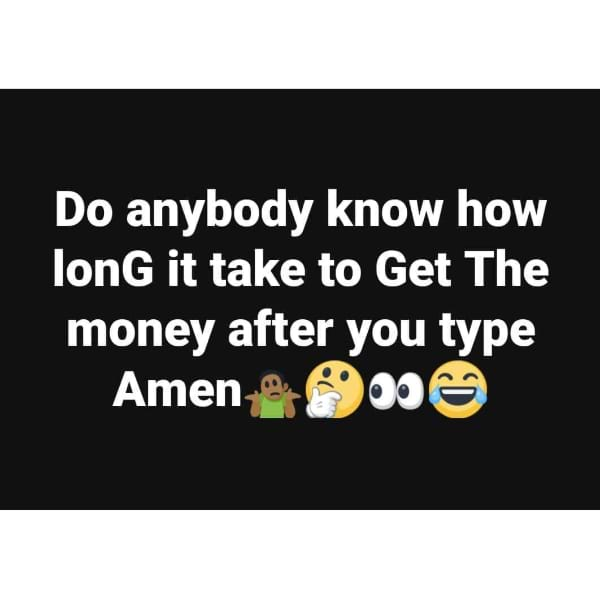 Do anybody know how
lonG it take to Get The
money after you type
Amen🤷🏾‍♂️🤔👀😂